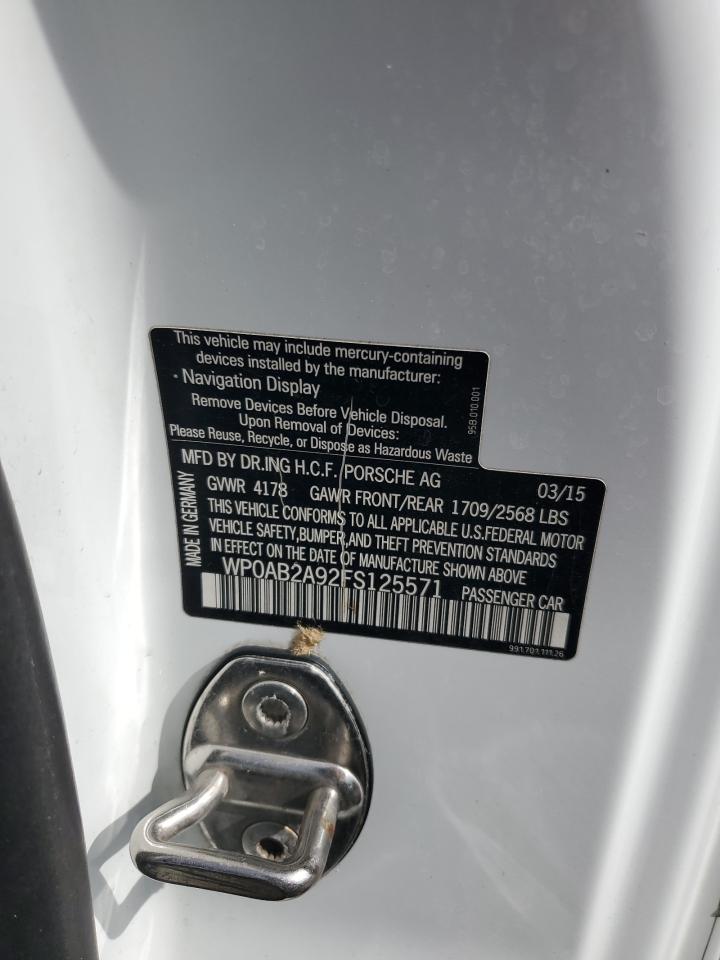 This vehicle may include mercury-containing
devices installed by the manufacturer:
· Navigation Display
Remove Devices Before Vehicle Disposal.
Upon Removal of Devices:
Please Reuse, Recycle, or Dispose as Hazardous Waste
95B.010.001
MADE IN GERMANY
MFD BY DR.ING H.C.F. PORSCHE AG 03/15
GVWR 4178 GAWR FRONT/REAR 1709/2568 LBS
THIS VEHICLE CONFORMS TO ALL APPLICABLE U.S.FEDERAL MOTOR
VEHICLE SAFETY,BUMPER,AND THEFT PREVENTION STANDARDS
IN EFFECT ON THE DATE OF MANUFACTURE SHOWN ABOVE
WP0AB2A92FS125571 PASSENGER CAR
991.701.111.26